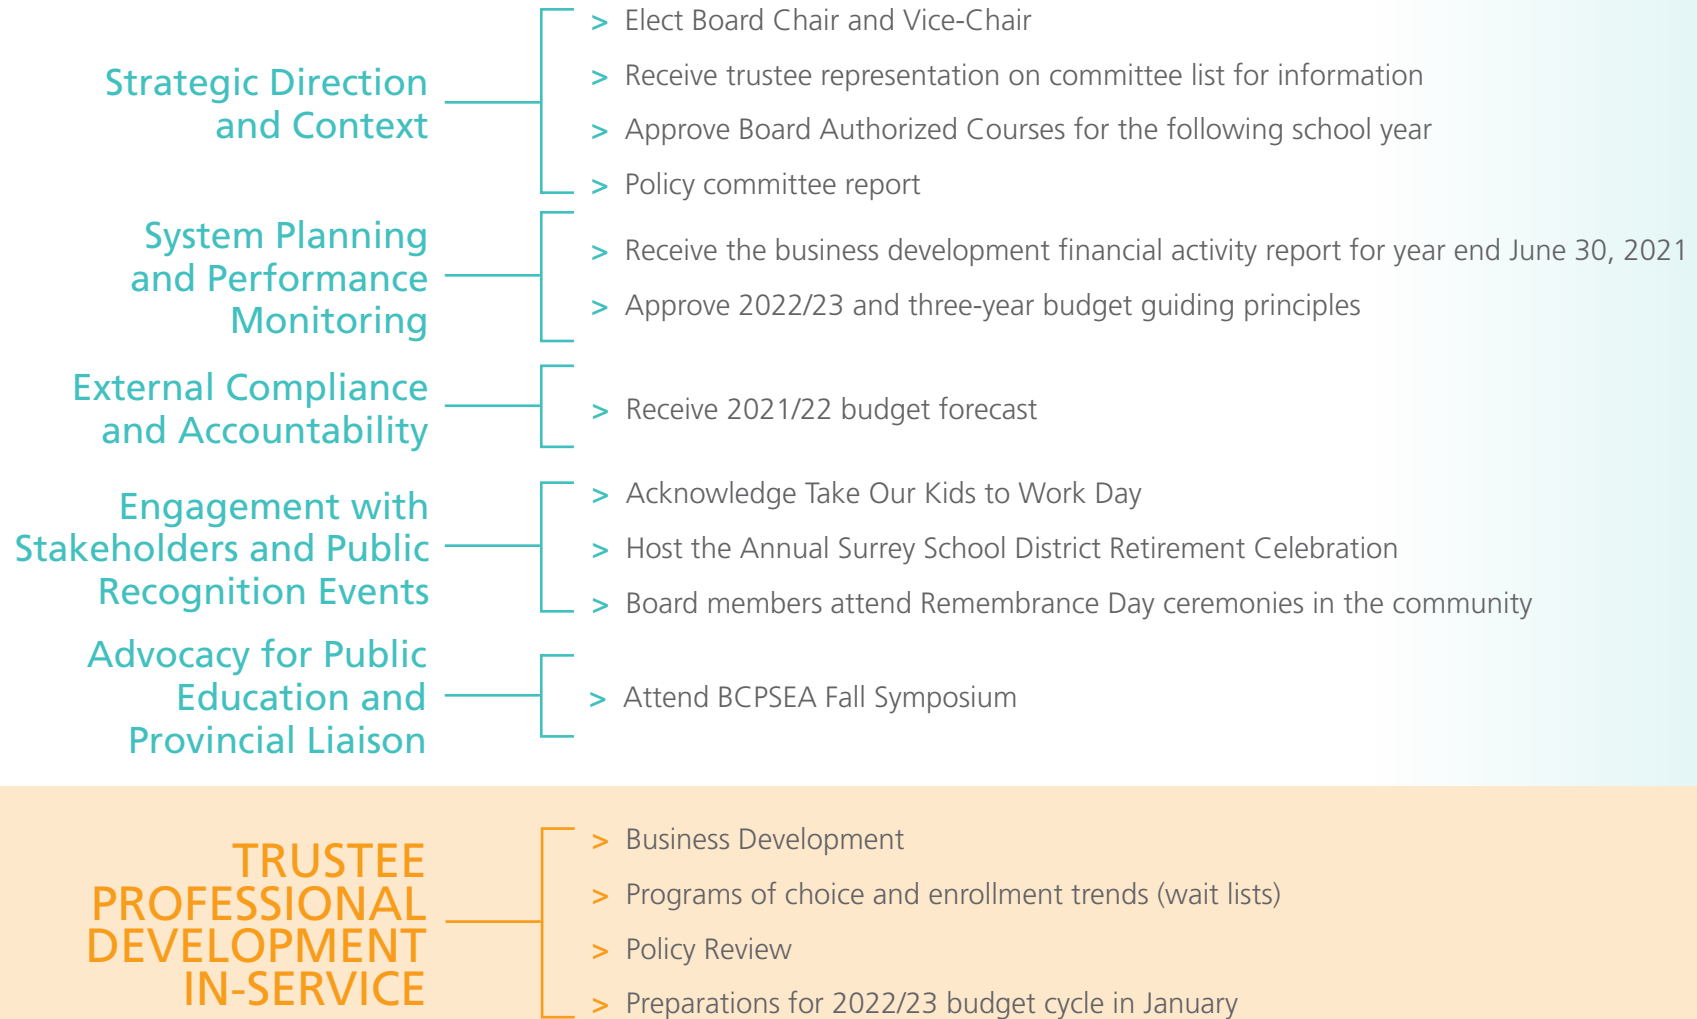 Strategic Direction
and Context
> Elect Board Chair and Vice-Chair
> Receive trustee representation on committee list for information
> Approve Board Authorized Courses for the following school year
> Policy committee report
System Planning
and Performance
Monitoring
> Receive the business development financial activity report for year end June 30, 2021
> Approve 2022/23 and three-year budget guiding principles
External Compliance
and Accountability
> Receive 2021/22 budget forecast
Engagement with
Stakeholders and Public
Recognition Events
> Acknowledge Take Our Kids to Work Day
> Host the Annual Surrey School District Retirement Celebration
> Board members attend Remembrance Day ceremonies in the community
Advocacy for Public
Education and
Provincial Liaison
> Attend BCPSEA Fall Symposium
TRUSTEE
PROFESSIONAL
DEVELOPMENT
IN-SERVICE
> Business Development
> Programs of choice and enrollment trends (wait lists)
> Policy Review
> Preparations for 2022/23 budget cycle in January